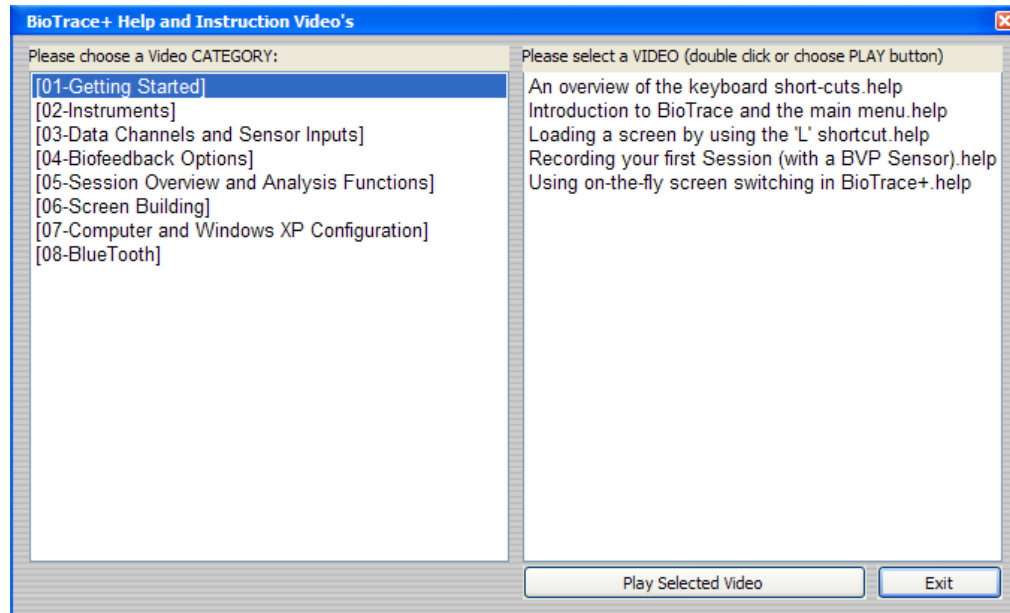 BioTrace+ Help and Instruction Video's
Please choose a Video CATEGORY:
[01-Getting Started]
[02-Instruments]
[03-Data Channels and Sensor Inputs]
[04-Biofeedback Options]
[05-Session Overview and Analysis Functions]
[06-Screen Building]
[07-Computer and Windows XP Configuration]
[08-BlueTooth]
Please select a VIDEO (double click or choose PLAY button)
An overview of the keyboard short-cuts.help
Introduction to BioTrace and the main menu.help
Loading a screen by using the 'L' shortcut.help
Recording your first Session (with a BVP Sensor).help
Using on-the-fly screen switching in BioTrace+.help
Play Selected Video
Exit